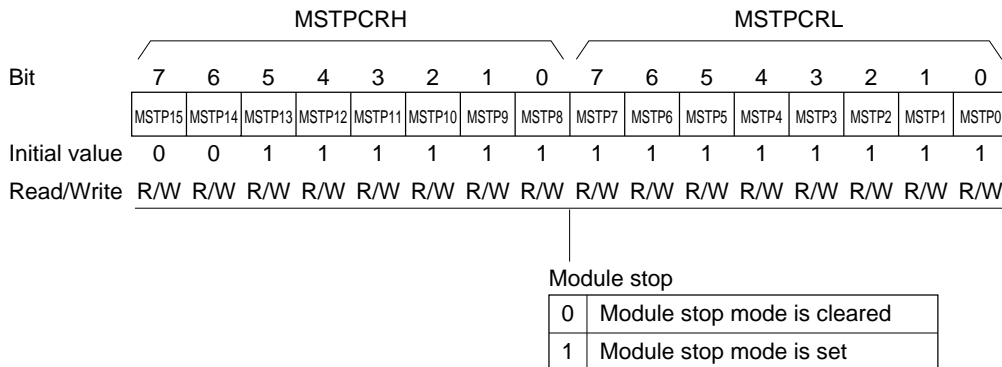 MSTPCRH MSTPCRL
Bit 7 6 5 4 3 2 1 0 7 6 5 4 3 2 1 0
MSTP15 MSTP14 MSTP13 MSTP12 MSTP11 MSTP10 MSTP9 MSTP8 MSTP7 MSTP6 MSTP5 MSTP4 MSTP3 MSTP2 MSTP1 MSTP0
Initial value 0 0 1 1 1 1 1 1 1 1 1 1 1 1 1 1
Read/Write R/W R/W R/W R/W R/W R/W R/W R/W R/W R/W R/W R/W R/W R/W R/W R/W
Module stop
0 Module stop mode is cleared
1 Module stop mode is set